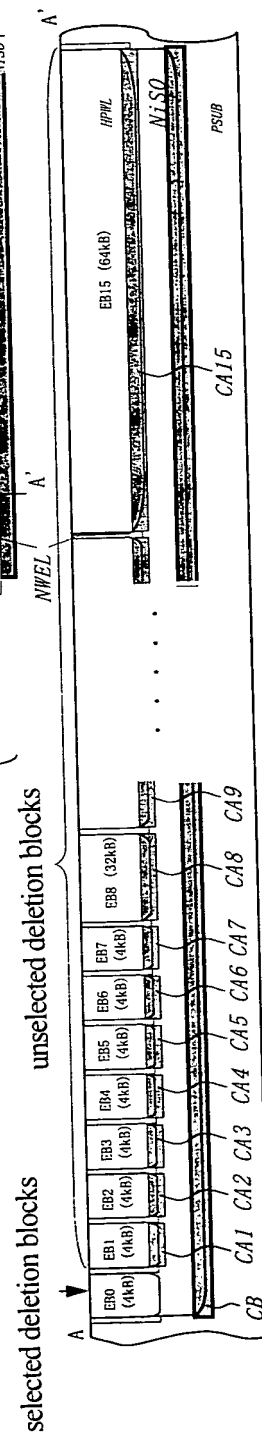 selected deletion blocks
unselected deletion blocks
A
A'
A'
NWEL
EB0
(4kB)
EB1
(4kB)
EB2
(4kB)
EB3
(4kB)
EB4
(4kB)
EB5
(4kB)
EB6
(4kB)
EB7
(4kB)
EB8
(32kB)
. . . . .
EB15 (64kB)
HPWL
NiSO
PSUB
CB
CA1
CA2
CA3
CA4
CA5
CA6
CA7
CA8
CA9
CA15